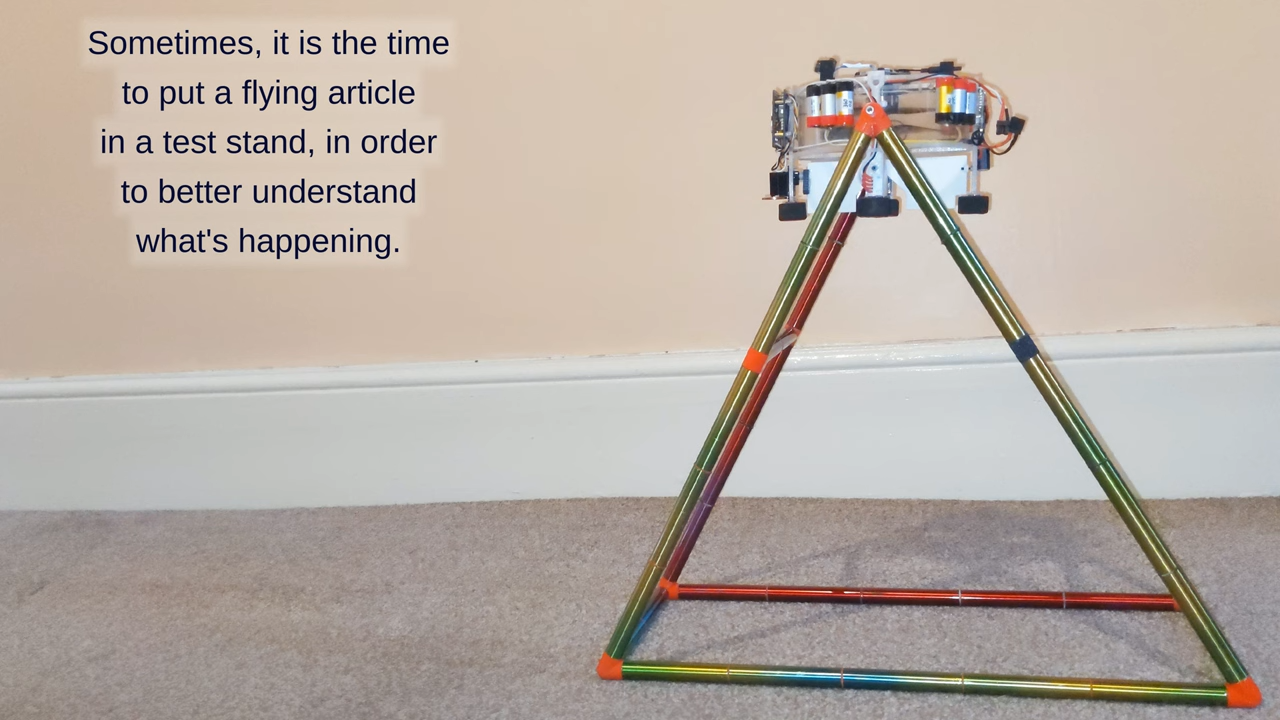 Sometimes, it is the time
to put a flying article
in a test stand, in order
to better understand
what's happening.